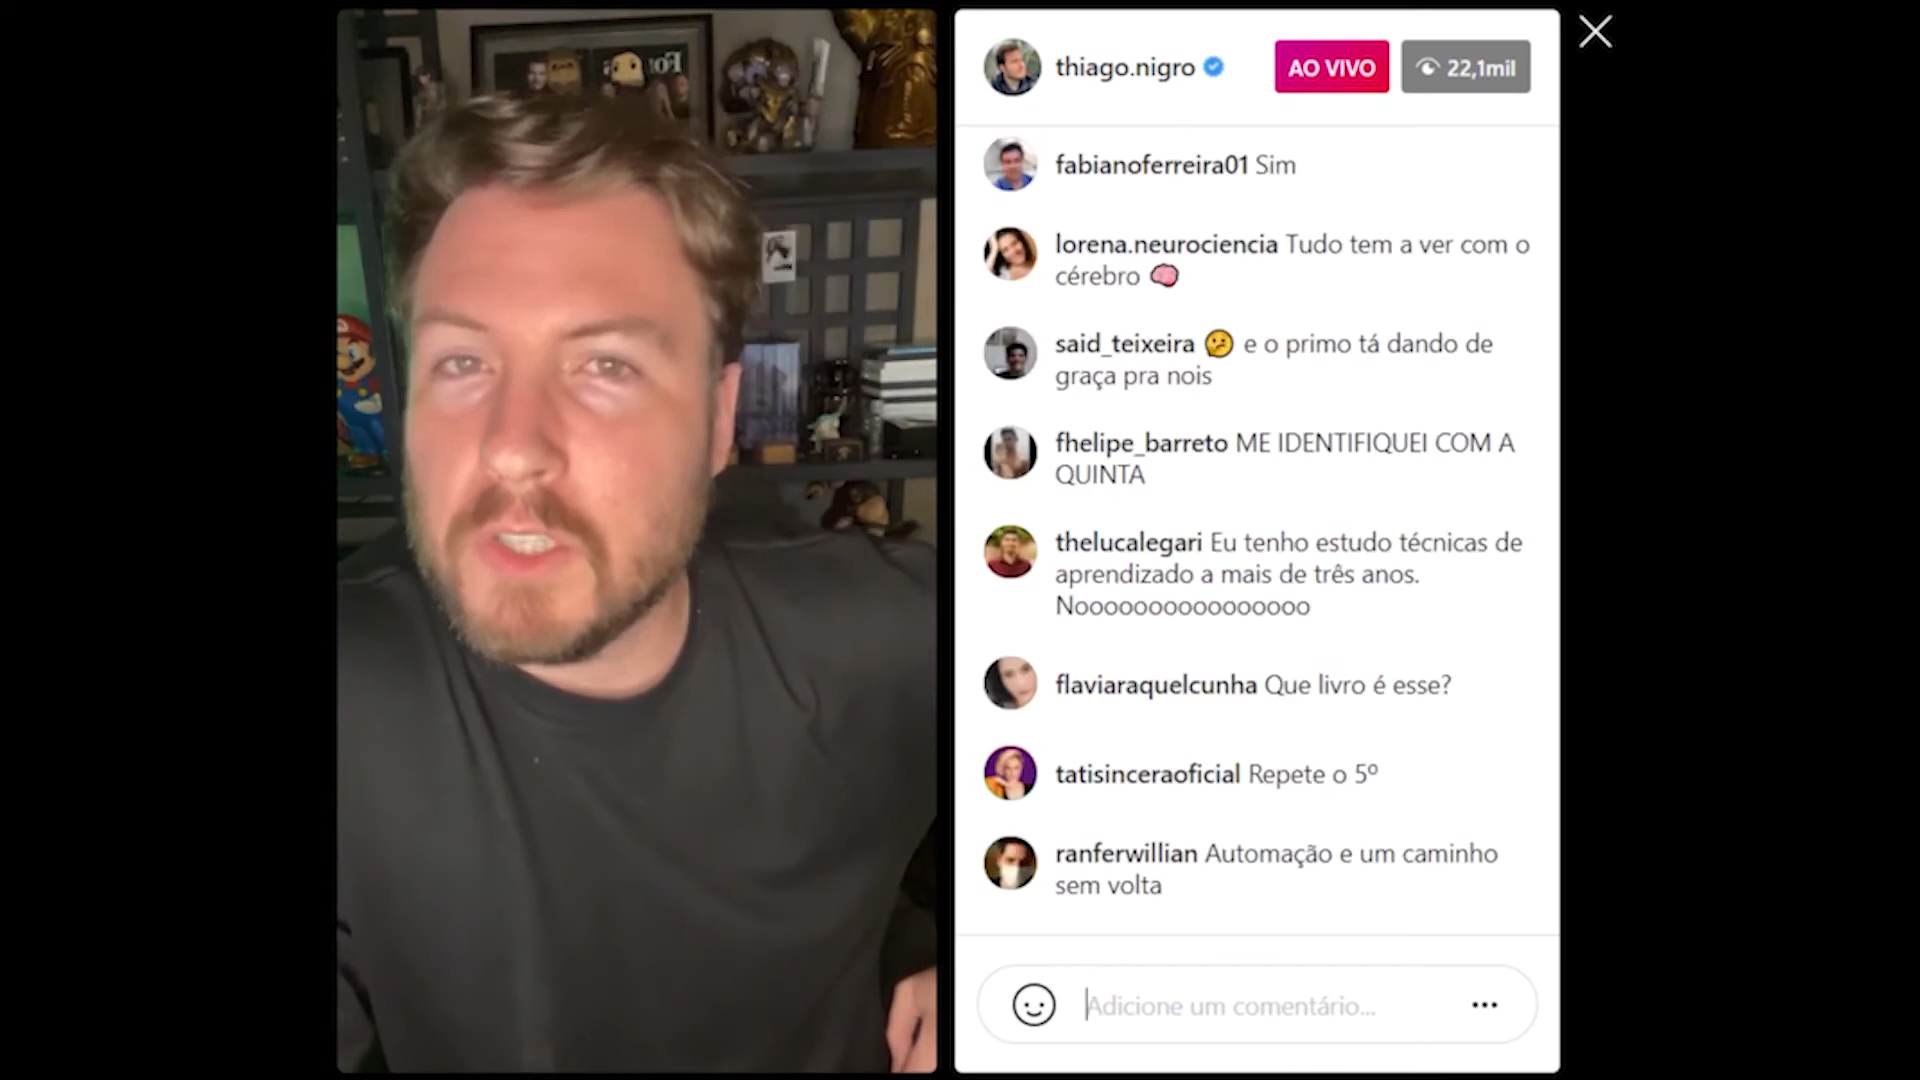 thiago.nigro
AO VIVO
22,1mil
fabianoferreira01 Sim
lorena.neurociencia Tudo tem a ver com o
cérebro 🧠
said_teixeira 🫤 e o primo tá dando de
graça pra nois
fhelipe_barreto ME IDENTIFIQUEI COM A
QUINTA
thelucalegari Eu tenho estudo técnicas de
aprendizado a mais de três anos.
Noooooooooooooooo
flaviaraquelcunha Que livro é esse?
tatisinceraoficial Repete o 5º
ranferwillian Automação e um caminho
sem volta
Adicione um comentário...